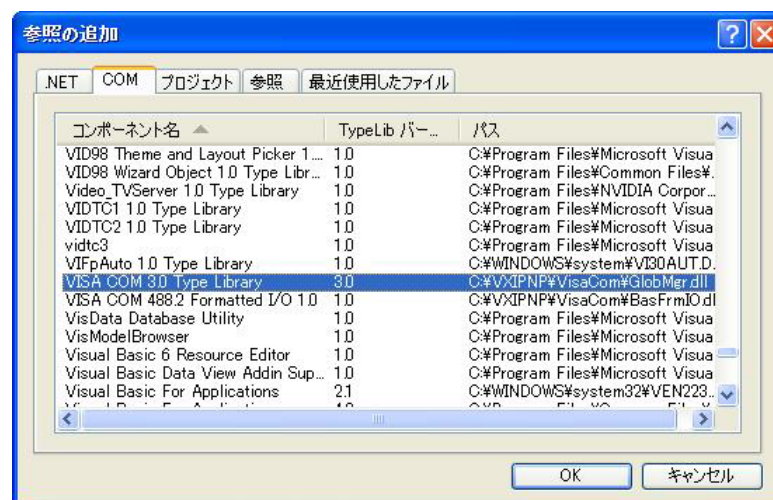 参照の追加
.NET COM プロジェクト 参照 最近使用したファイル
コンポーネント名 TypeLib バー... パス
VID98 Theme and Layout Picker 1.... 1.0 C:¥Program Files¥Microsoft Visua
VID98 Wizard Object 1.0 Type Libr... 1.0 C:¥Program Files¥Common Files¥.
Video_TVServer 1.0 Type Library 1.0 C:¥Program Files¥NVIDIA Corpor...
VIDTC1 1.0 Type Library 1.0 C:¥Program Files¥Microsoft Visua
VIDTC2 1.0 Type Library 1.0 C:¥Program Files¥Microsoft Visua
vidtc3 1.0 C:¥Program Files¥Microsoft Visua
VIFpAuto 1.0 Type Library 1.0 C:¥WINDOWS¥system¥VI30AUT.D.
VISA COM 3.0 Type Library 3.0 C:¥VXIPNP¥VisaCom¥GlobMgr.dll
VISA COM 488.2 Formatted I/O 1.0 1.0 C:¥VXIPNP¥VisaCom¥BasFrmIO.dl
VisData Database Utility 1.0 C:¥Program Files¥Microsoft Visua
VisModelBrowser 1.0 C:¥Program Files¥Microsoft Visua
Visual Basic 6 Resource Editor 1.0 C:¥Program Files¥Microsoft Visua
Visual Basic Data View Addin Sup... 1.0 C:¥Program Files¥Microsoft Visua
Visual Basic For Applications 2.1 C:¥WINDOWS¥system32¥VEN223...
OK キャンセル